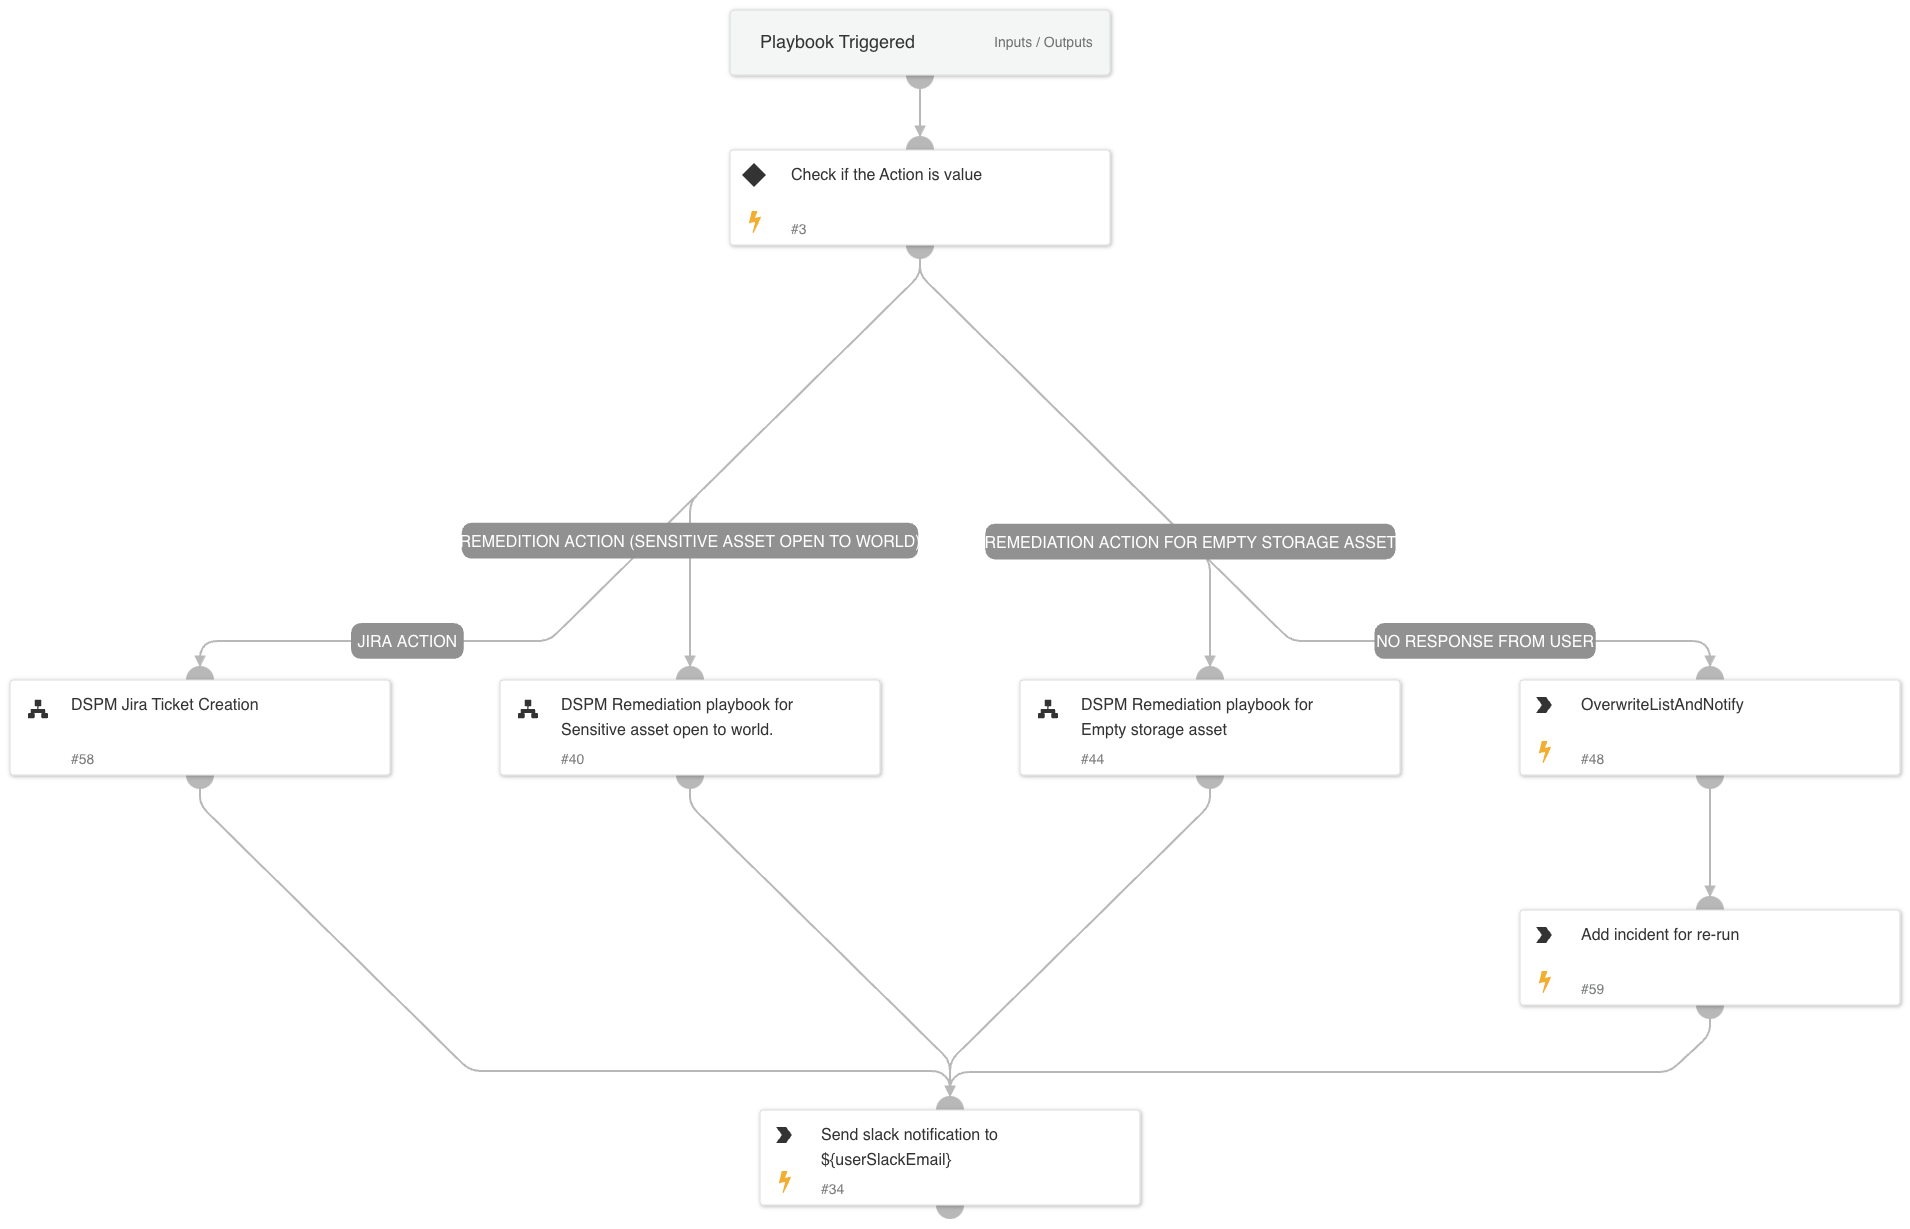 Playbook Triggered
Inputs / Outputs
Check if the Action is value
#3
REMEDITION ACTION (SENSITIVE ASSET OPEN TO WORLD)
REMEDIATION ACTION FOR EMPTY STORAGE ASSET
JIRA ACTION
NO RESPONSE FROM USER
DSPM Jira Ticket Creation
#58
DSPM Remediation playbook for
Sensitive asset open to world.
#40
DSPM Remediation playbook for
Empty storage asset
#44
OverwriteListAndNotify
#48
Add incident for re-run
#59
Send slack notification to
${userSlackEmail}
#34